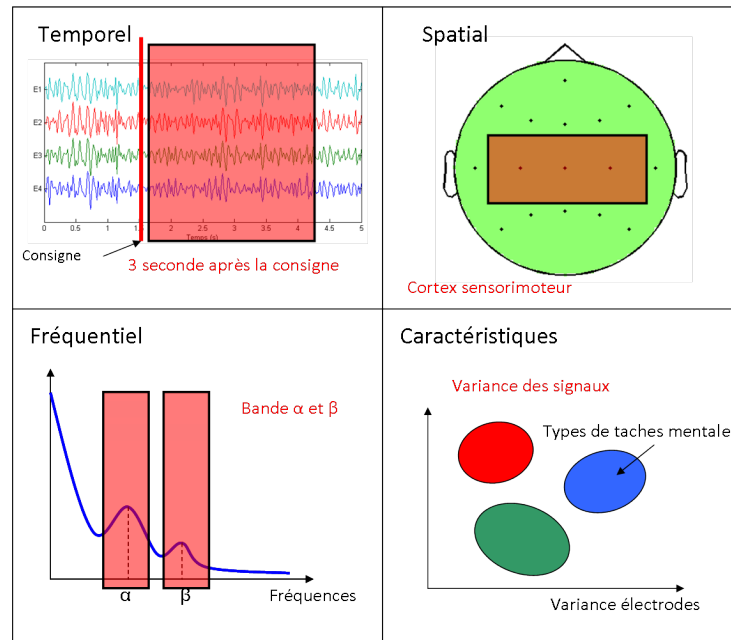 Temporel
E1
E2
E3
E4
0 0.5 1 1.5 2 2.5 3 3.5 4 4.5 5
Temps (s)
Consigne
3 seconde après la consigne
Spatial
Cortex sensorimoteur
Fréquentiel
Bande α et β
α β
Fréquences
Caractéristiques
Variance des signaux
Types de taches mentale
Variance électrodes